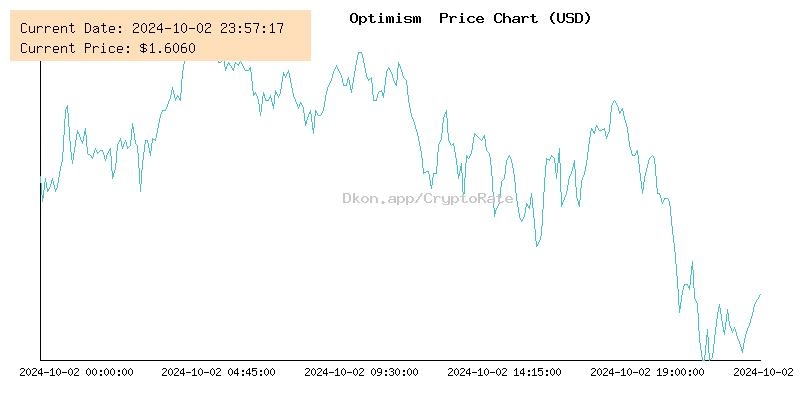 Optimism  Price Chart (USD)
Current Date: 2024-10-02 23:57:17
Current Price: $1.6060
Dkon.app/CryptoRate
2024-10-02 00:00:00 2024-10-02 04:45:00 2024-10-02 09:30:00 2024-10-02 14:15:00 2024-10-02 19:00:00 2024-10-02